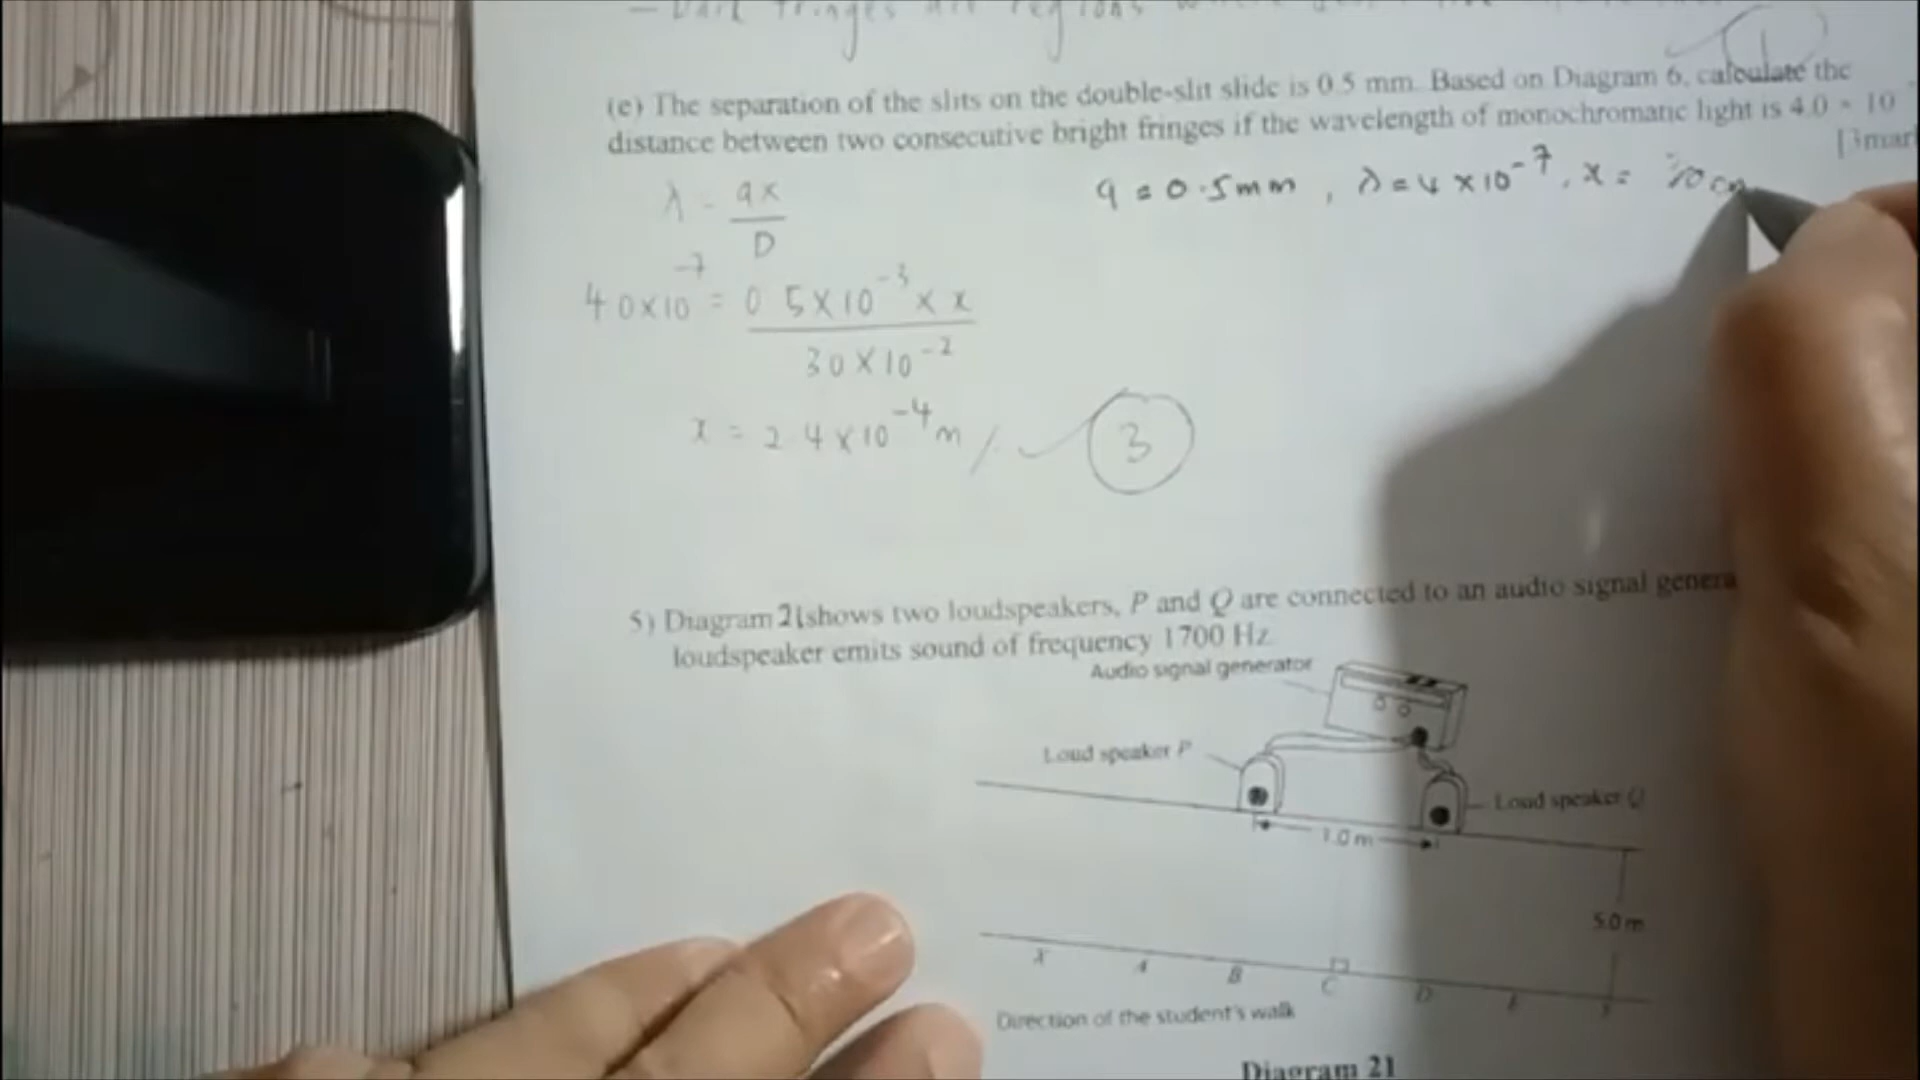 — Dark fringes are regions
(e) The separation of the slits on the double-slit slide is 0.5 mm. Based on Diagram 6, calculate the
distance between two consecutive bright fringes if the wavelength of monochromatic light is 4.0 × 10
[3mar
a = 0.5mm, λ = 4 × 10⁻⁷, x =
λ = ax
D
4.0 × 10⁻⁷ = 0.5 × 10⁻³ × x
30 × 10⁻²
x = 2.4 × 10⁻⁴ m
3
5) Diagram 21 shows two loudspeakers, P and Q are connected to an audio signal genera
loudspeaker emits sound of frequency 1700 Hz
Audio signal generator
Loud speaker P
Loud speaker Q
1.0 m
5.0 m
X A B C D E
Direction of the student's walk
Diagram 21